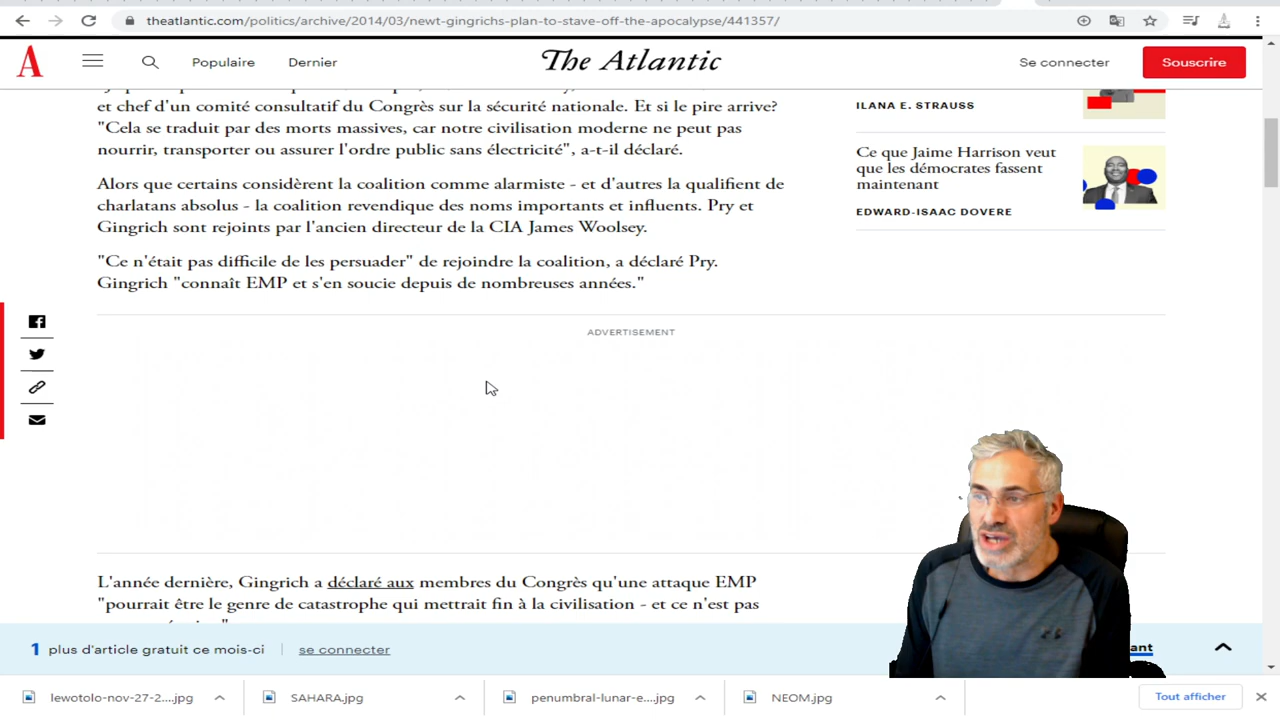 theatlantic.com/politics/archive/2014/03/newt-gingrichs-plan-to-stave-off-the-apocalypse/441357/
A
Populaire
Dernier
The Atlantic
Se connecter
Souscrire
et chef d'un comité consultatif du Congrès sur la sécurité nationale. Et si le pire arrive?
"Cela se traduit par des morts massives, car notre civilisation moderne ne peut pas
nourrir, transporter ou assurer l'ordre public sans électricité", a-t-il déclaré.
Alors que certains considèrent la coalition comme alarmiste - et d'autres la qualifient de
charlatans absolus - la coalition revendique des noms importants et influents. Pry et
Gingrich sont rejoints par l'ancien directeur de la CIA James Woolsey.
"Ce n'était pas difficile de les persuader" de rejoindre la coalition, a déclaré Pry.
Gingrich "connaît EMP et s'en soucie depuis de nombreuses années."
ILANA E. STRAUSS
Ce que Jaime Harrison veut
que les démocrates fassent
maintenant
EDWARD-ISAAC DOVERE
ADVERTISEMENT
L'année dernière, Gingrich a déclaré aux membres du Congrès qu'une attaque EMP
"pourrait être le genre de catastrophe qui mettrait fin à la civilisation - et ce n'est pas
1 plus d'article gratuit ce mois-ci
se connecter
ant
lewotolo-nov-27-2....jpg
SAHARA.jpg
penumbral-lunar-e....jpg
NEOM.jpg
Tout afficher